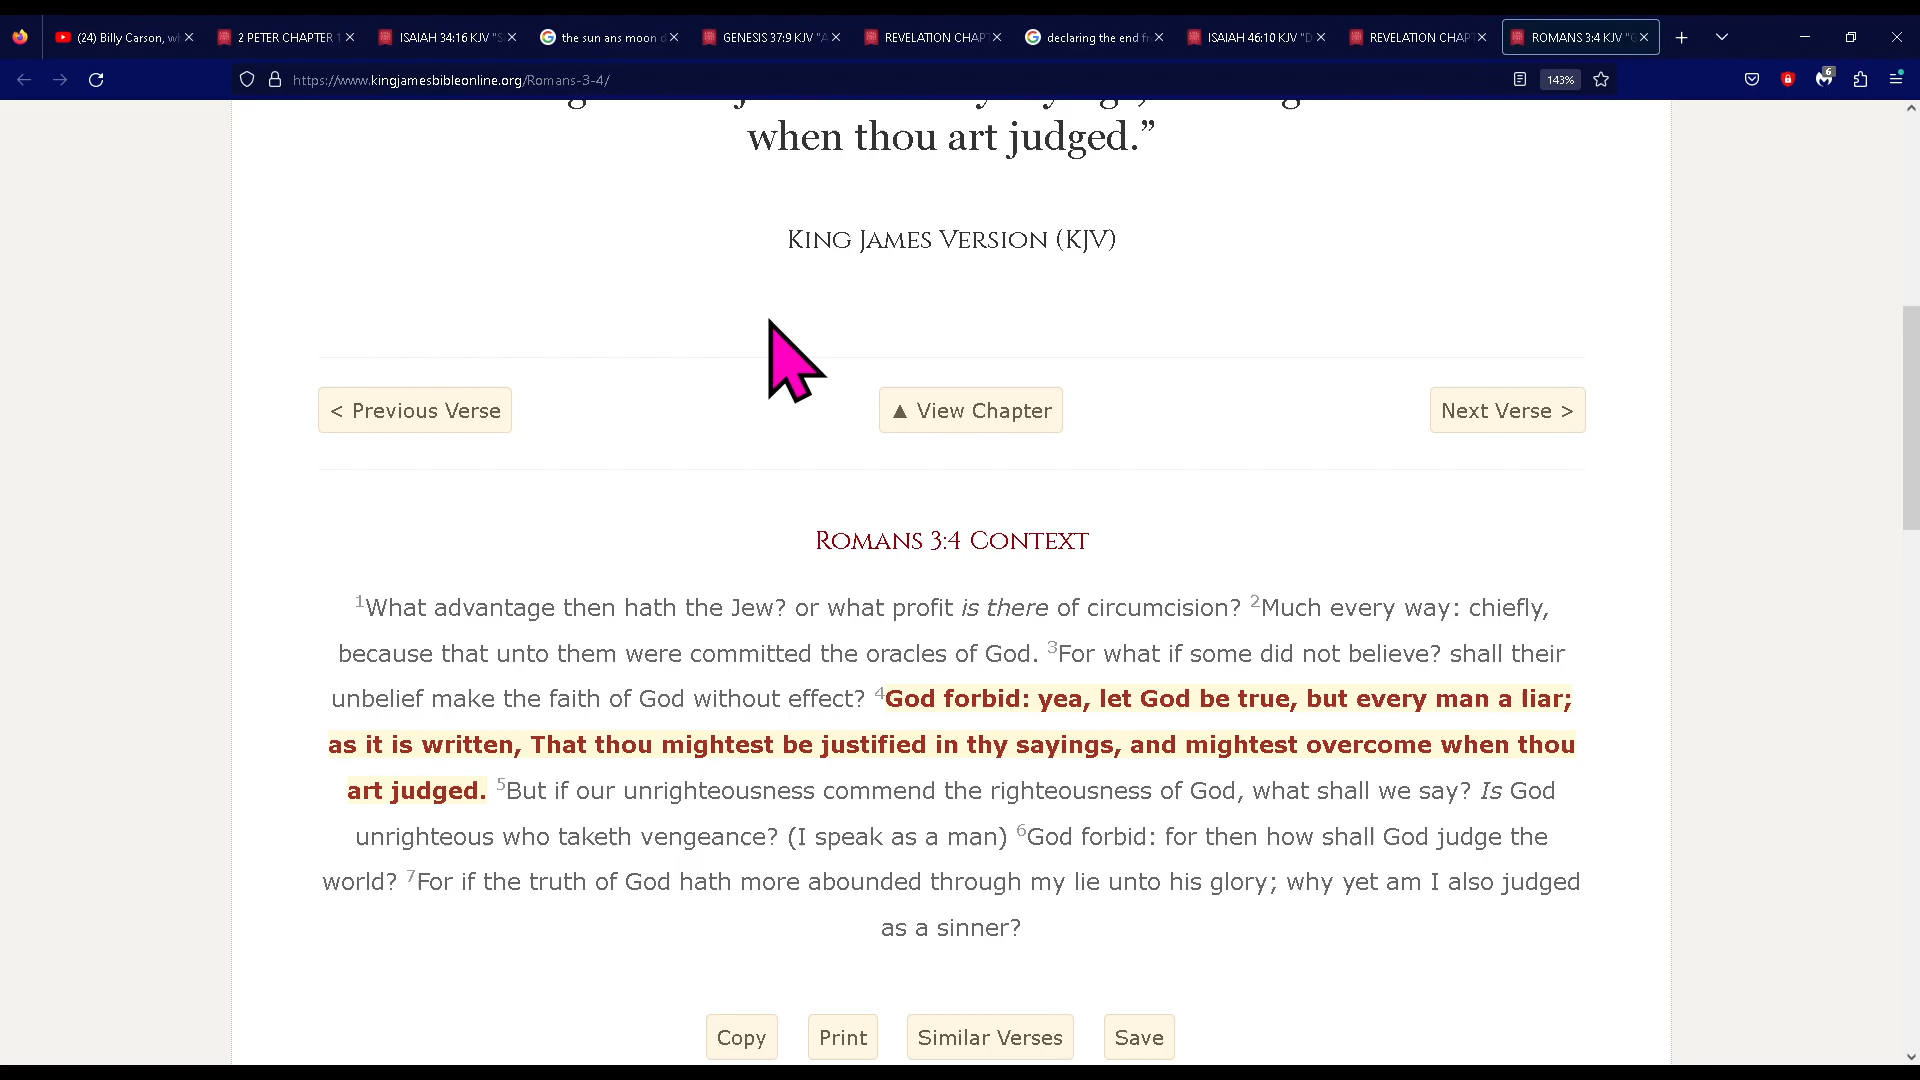 (24) Billy Carson, w
2 PETER CHAPTER
ISAIAH 34:16 KJV "S
the sun ans moon d
GENESIS 37:9 KJV "A
REVELATION CHAPT
declaring the end fr
ISAIAH 46:10 KJV "D
REVELATION CHAPT
ROMANS 3:4 KJV "G
https://www.kingjamesbibleonline.org/Romans-3-4/
143%
6
when thou art judged.”
King James Version (KJV)
< Previous Verse
▲ View Chapter
Next Verse >
Romans 3:4 Context
1What advantage then hath the Jew? or what profit is there of circumcision? 2Much every way: chiefly,
because that unto them were committed the oracles of God. 3For what if some did not believe? shall their
unbelief make the faith of God without effect? 4God forbid: yea, let God be true, but every man a liar;
as it is written, That thou mightest be justified in thy sayings, and mightest overcome when thou
art judged. 5But if our unrighteousness commend the righteousness of God, what shall we say? Is God
unrighteous who taketh vengeance? (I speak as a man) 6God forbid: for then how shall God judge the
world? 7For if the truth of God hath more abounded through my lie unto his glory; why yet am I also judged
as a sinner?
Copy
Print
Similar Verses
Save